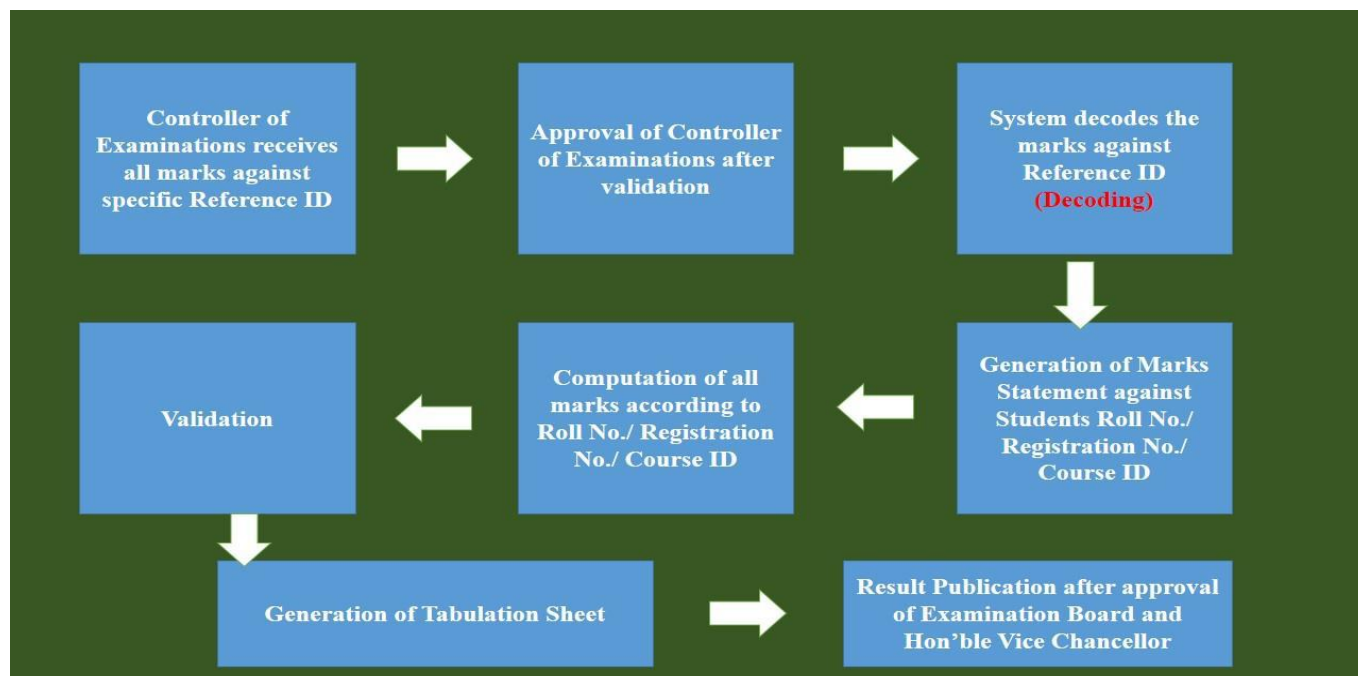 Controller of
Examinations receives
all marks against
specific Reference ID
Approval of Controller
of Examinations after
validation
System decodes the
marks against
Reference ID
(Decoding)
Generation of Marks
Statement against
Students Roll No./
Registration No./
Course ID
Computation of all
marks according to
Roll No./ Registration
No./ Course ID
Validation
Generation of Tabulation Sheet
Result Publication after approval
of Examination Board and
Hon’ble Vice Chancellor